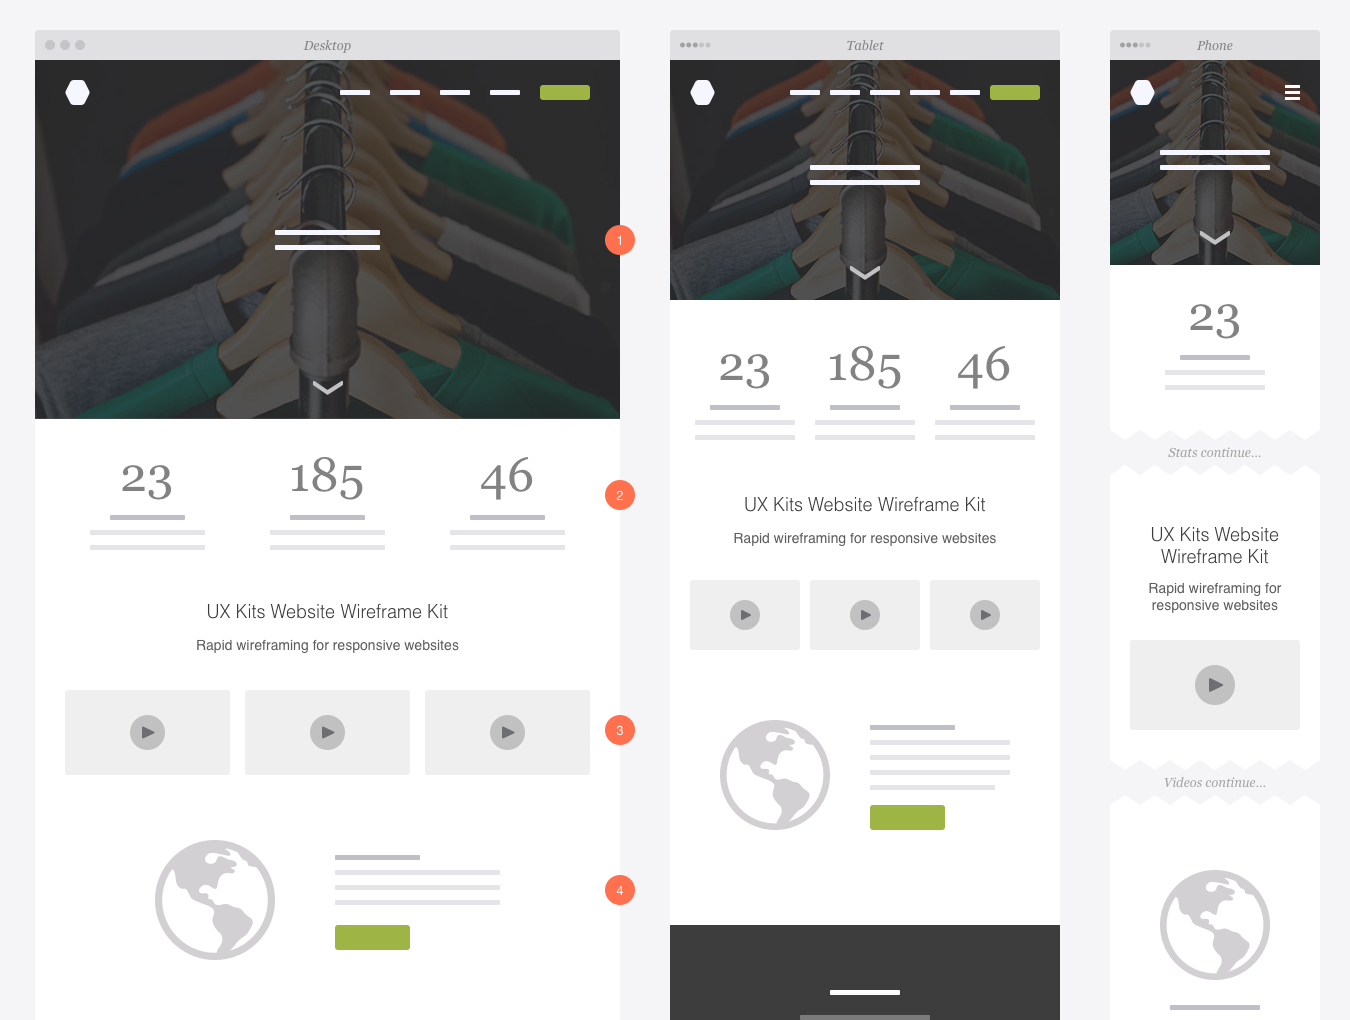 Desktop
1
23 185 46
2
UX Kits Website Wireframe Kit
Rapid wireframing for responsive websites
3
4
Tablet
23 185 46
UX Kits Website Wireframe Kit
Rapid wireframing for responsive websites
Phone
23
Stats continue...
UX Kits Website
Wireframe Kit
Rapid wireframing for
responsive websites
Videos continue...